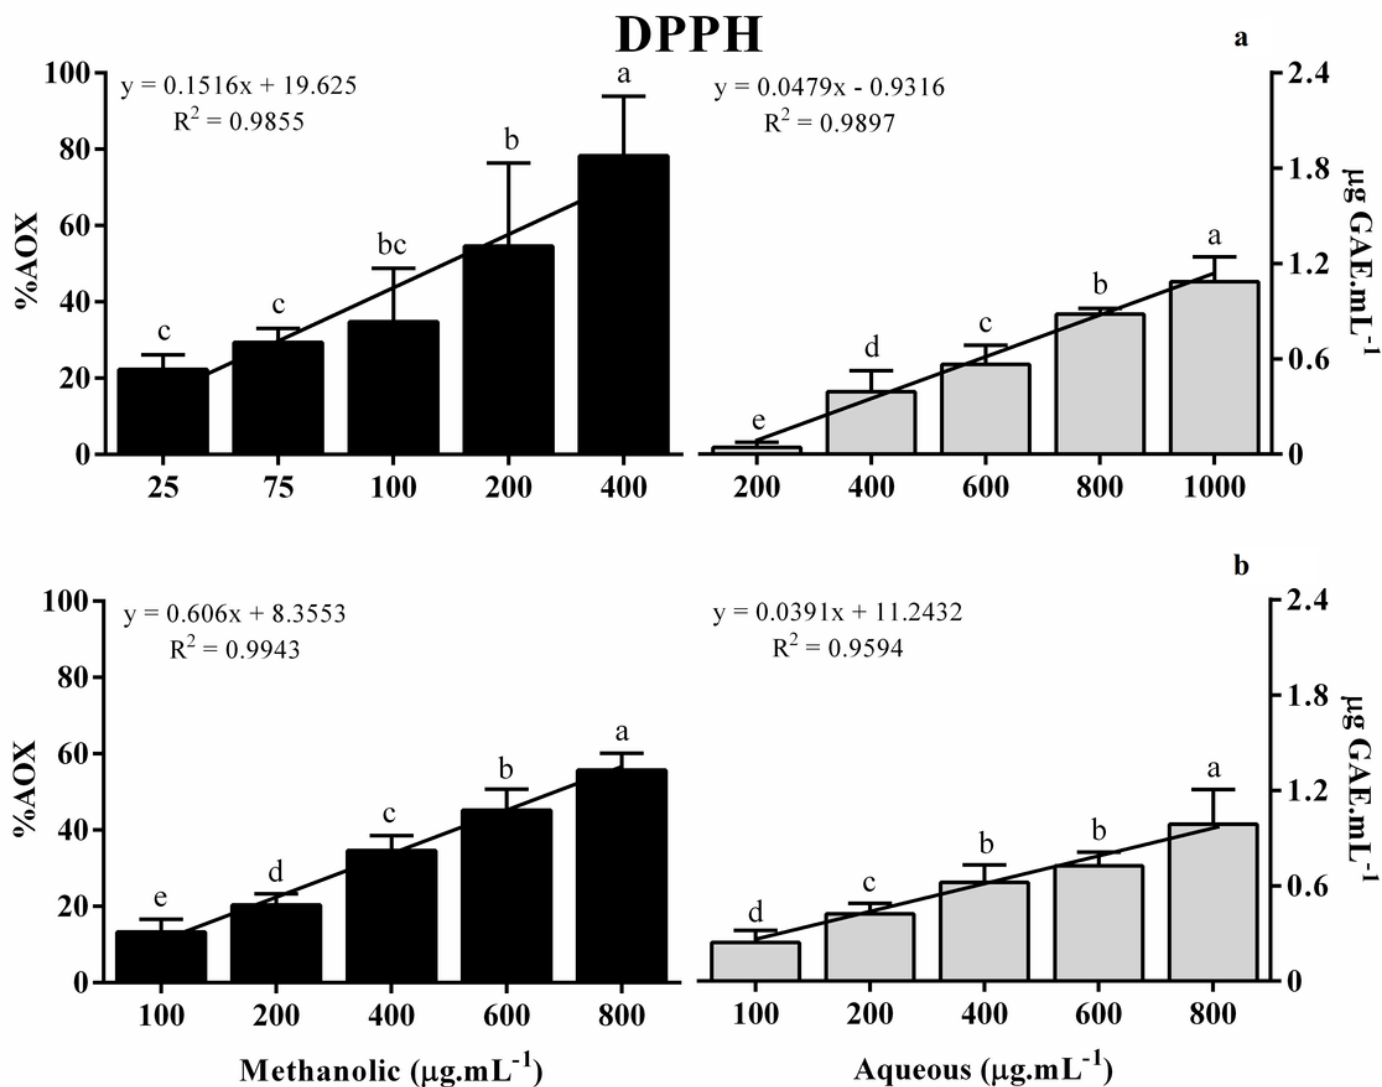 DPPH
a
y = 0.1516x + 19.625
R² = 0.9855
y = 0.0479x - 0.9316
R² = 0.9897
%AOX
100
80
60
40
20
0
c
c
bc
b
a
25 75 100 200 400
e
d
c
b
a
200 400 600 800 1000
2.4
1.8
1.2
0.6
0
µg GAE.mL⁻¹
b
y = 0.606x + 8.3553
R² = 0.9943
y = 0.0391x + 11.2432
R² = 0.9594
%AOX
100
80
60
40
20
0
e
d
c
b
a
100 200 400 600 800
Methanolic (µg.mL⁻¹)
d
c
b
b
a
100 200 400 600 800
Aqueous (µg.mL⁻¹)
2.4
1.8
1.2
0.6
0
µg GAE.mL⁻¹